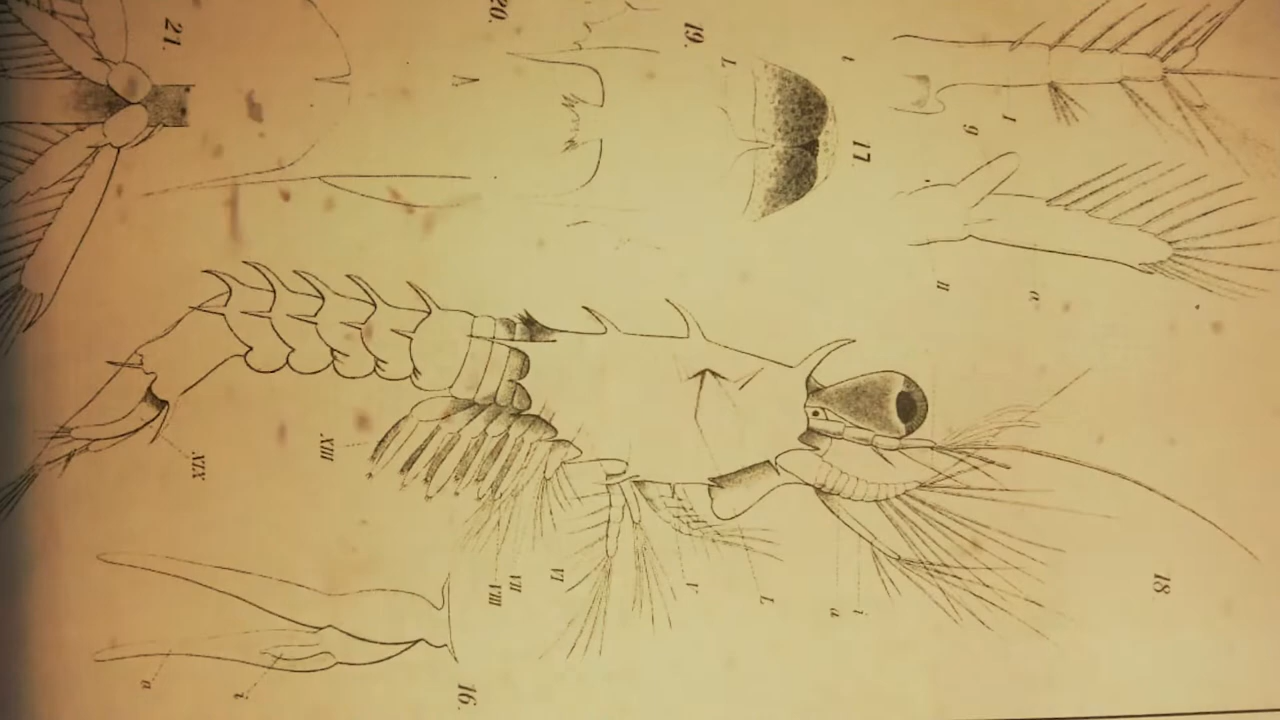 21.
20.
19.
L
17.
t
I
g
II
a
XIII
XIX
VIII
VII
VI
V
L
a
i
18
16.
a
i